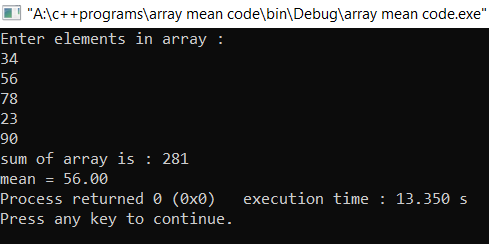 "A:\c++programs\array mean code\bin\Debug\array mean code.exe"
Enter elements in array :
34
56
78
23
90
sum of array is : 281
mean = 56.00
Process returned 0 (0x0)   execution time : 13.350 s
Press any key to continue.